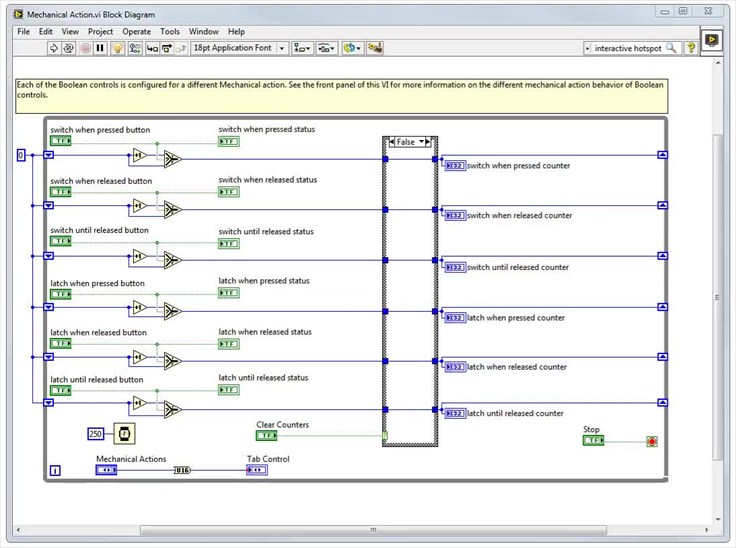 Mechanical Action.vi Block Diagram
File Edit View Project Operate Tools Window Help
18pt Application Font
interactive hotspot
?
Each of the Boolean controls is configured for a different Mechanical action. See the front panel of this VI for more information on the different mechanical action behavior of Boolean
controls.
switch when pressed button
switch when pressed status
False
TF
TF
0
+1
I32 switch when pressed counter
switch when released button
switch when released status
TF
TF
+1
I32 switch when released counter
switch until released button
switch until released status
TF
TF
+1
I32 switch until released counter
latch when pressed button
latch when pressed status
TF
TF
+1
I32 latch when pressed counter
latch when released button
latch when released status
TF
TF
+1
I32 latch when released counter
latch until released button
latch until released status
TF
TF
+1
I32 latch until released counter
250
Clear Counters
TF
Stop
TF
i
Mechanical Actions
U16
Tab Control